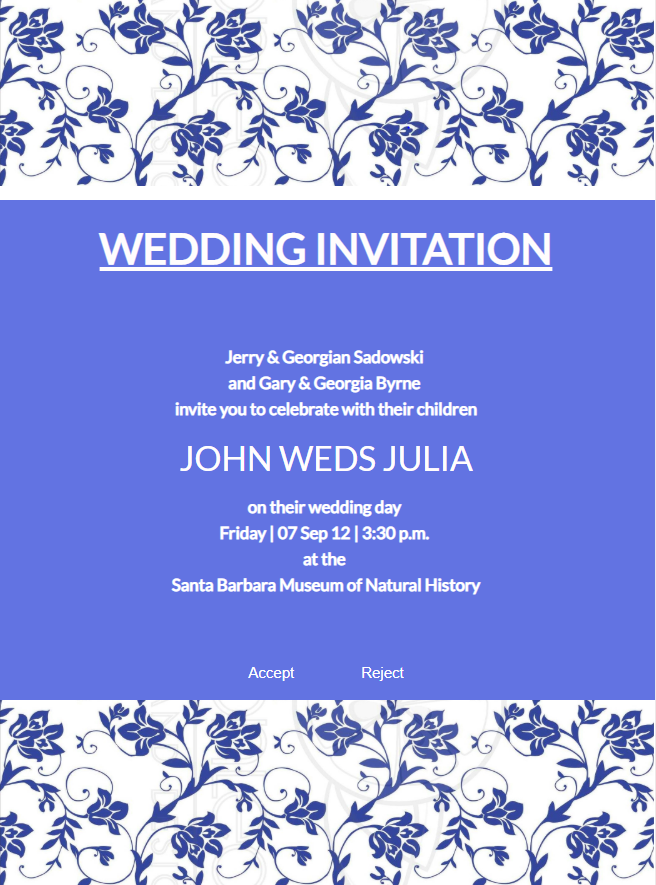 WEDDING INVITATION
Jerry & Georgian Sadowski
and Gary & Georgia Byrne
invite you to celebrate with their children
JOHN WEDS JULIA
on their wedding day
Friday | 07 Sep 12 | 3:30 p.m.
at the
Santa Barbara Museum of Natural History
Accept Reject